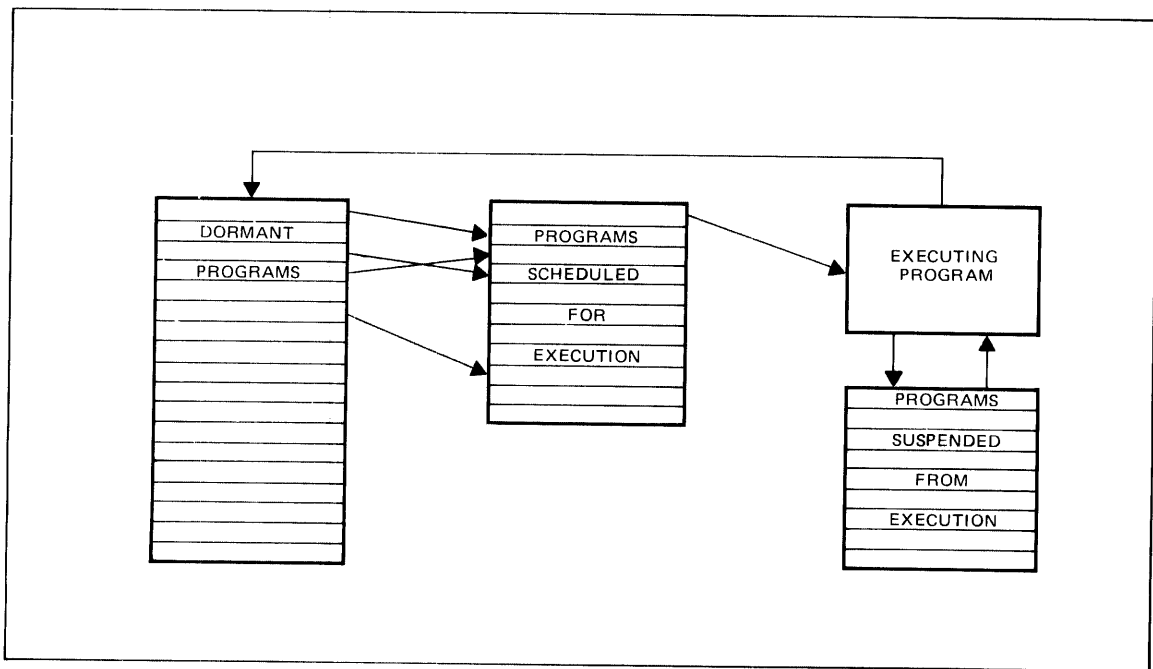 DORMANT
PROGRAMS
PROGRAMS
SCHEDULED
FOR
EXECUTION
EXECUTING
PROGRAM
PROGRAMS
SUSPENDED
FROM
EXECUTION